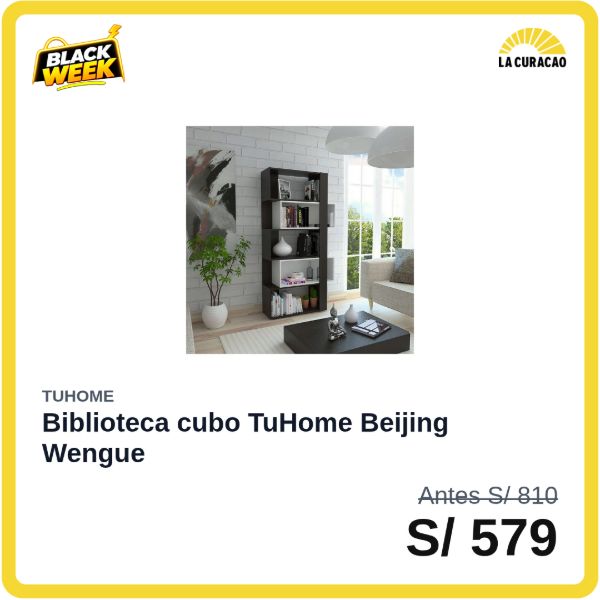 BLACK
WEEK
LA CURACAO
TUHOME
Biblioteca cubo TuHome Beijing
Wengue
Antes S/ 810
S/ 579